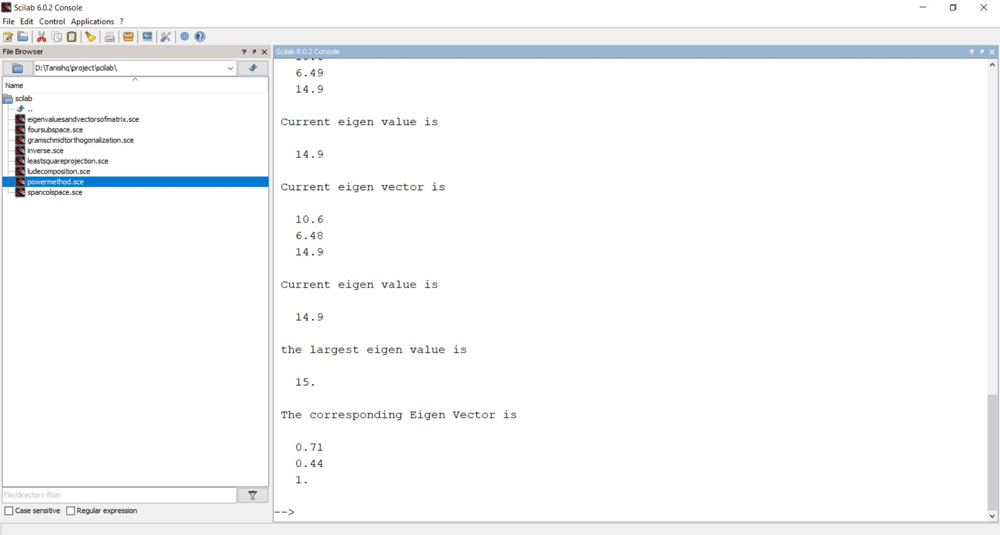 Scilab 6.0.2 Console
File Edit Control Applications ?
File Browser
D:\Tanishq\project\scilab\
Name
scilab
..
eigenvaluesandvectorsofmatrix.sce
foursubspace.sce
gramschmidtorthogonalization.sce
inverse.sce
leastsquareprojection.sce
ludecomposition.sce
powermethod.sce
spancolspace.sce
File/directory filter
Case sensitive Regular expression
Scilab 6.0.2 Console
6.49
14.9
Current eigen value is
14.9
Current eigen vector is
10.6
6.48
14.9
Current eigen value is
14.9
the largest eigen value is
15.
The corresponding Eigen Vector is
0.71
0.44
1.
-->